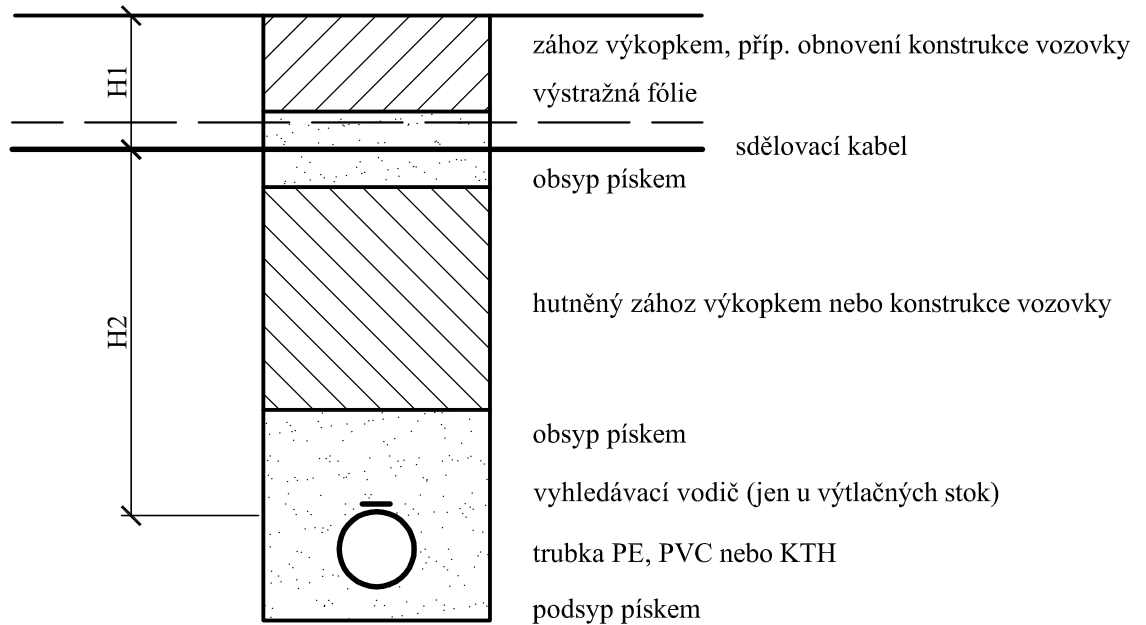 zához výkopkem, příp. obnovení konstrukce vozovky
H1
výstražná fólie
sdělovací kabel
obsyp pískem
hutněný zához výkopkem nebo konstrukce vozovky
H2
obsyp pískem
vyhledávací vodič (jen u výtlačných stok)
trubka PE, PVC nebo KTH
podsyp pískem